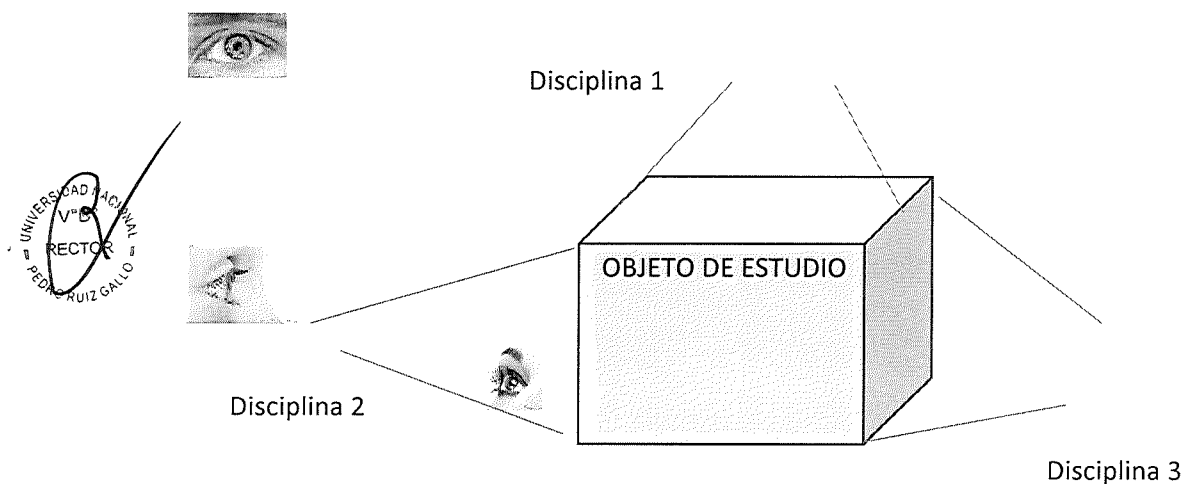 Disciplina 1
UNIVERSIDAD NACIONAL
V°B°
RECTOR
PEDRO RUIZ GALLO
OBJETO DE ESTUDIO
Disciplina 2
Disciplina 3